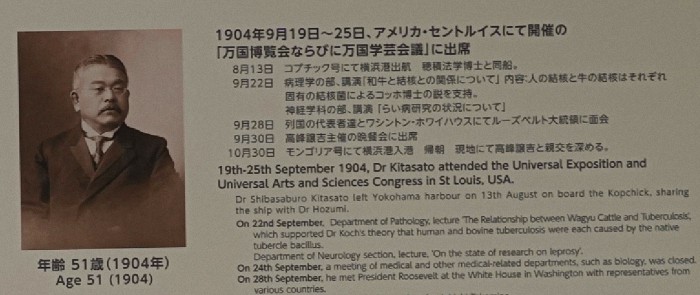 1904年9月19日～25日、アメリカ・セントルイスにて開催の
「万国博覧会ならびに万国学芸会議」に出席
8月13日 コプチック号にて横浜港出航 穂積法学博士と同船。
9月22日 病理学の部、講演「和牛と結核との関係について」 内容：人の結核と牛の結核はそれぞれ
固有の結核菌によるコッホ博士の説を支持。
神経学科の部、講演「らい病研究の状況について」
9月28日 列国の代表者達とワシントン・ホワイハウスにてルーズベルト大統領に面会
9月30日 高峰譲吉主催の晩餐会に出席
10月30日 モンゴリア号にて横浜港入港 帰朝 現地にて高峰譲吉と親交を深める。
19th-25th September 1904, Dr Kitasato attended the Universal Exposition and
Universal Arts and Sciences Congress in St Louis, USA.
Dr Shibasaburo Kitasato left Yokohama harbour on 13th August on board the Kopchick, sharing
the ship with Dr Hozumi.
On 22nd September, Department of Pathology, lecture 'The Relationship between Wagyu Cattle and Tuberculosis',
which supported Dr Koch's theory that human and bovine tuberculosis were each caused by the native
tubercle bacillus.
Department of Neurology section, lecture, 'On the state of research on leprosy'.
On 24th September, a meeting of medical and other medical-related departments, such as biology, was closed.
On 28th September, he met President Roosevelt at the White House in Washington with representatives from
various countries.
年齢 51歳（1904年）
Age 51 (1904)